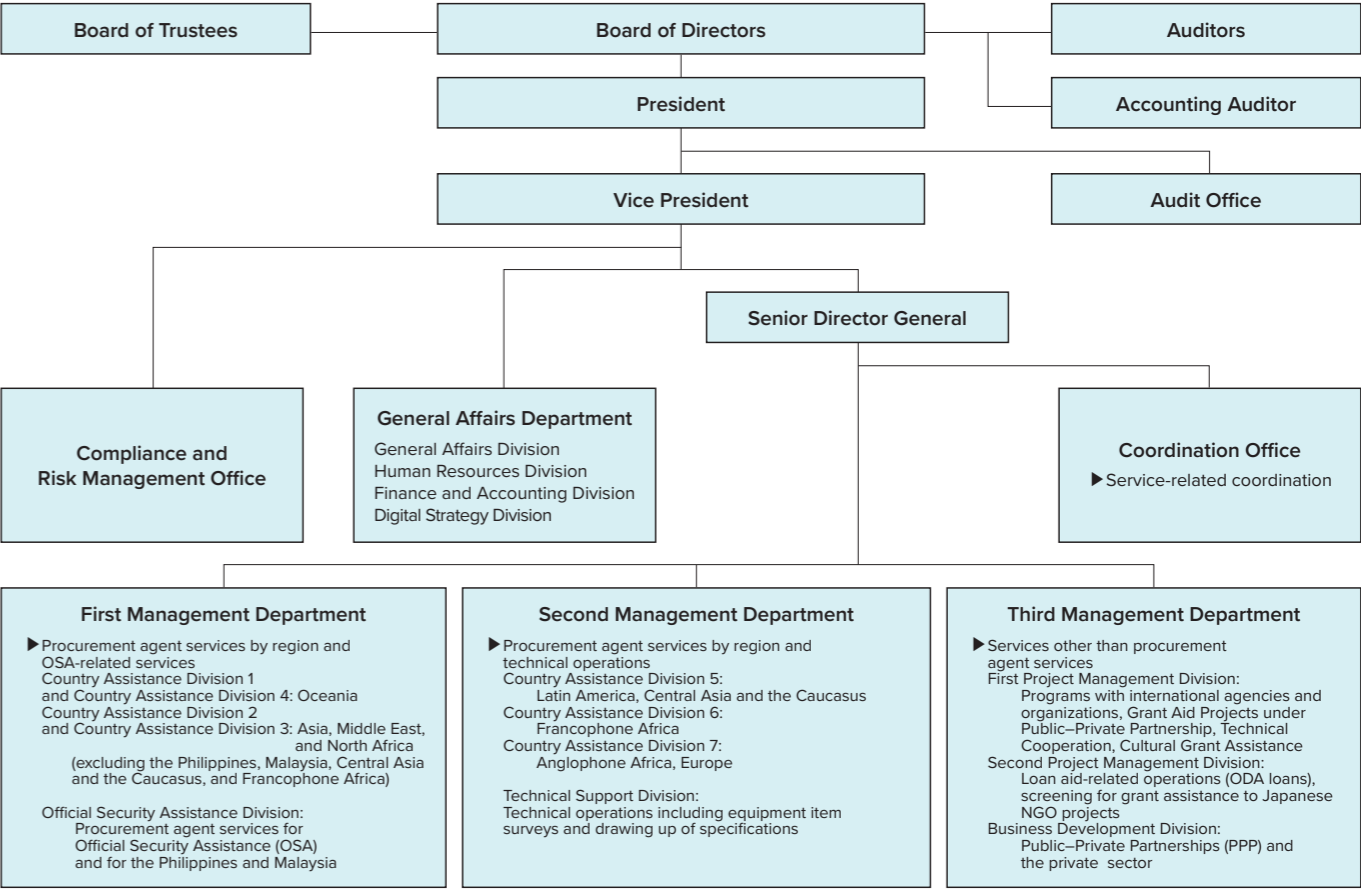 Board of Trustees
Board of Directors
Auditors
President
Accounting Auditor
Vice President
Audit Office
Senior Director General
Compliance and
Risk Management Office
General Affairs Department
General Affairs Division
Human Resources Division
Finance and Accounting Division
Digital Strategy Division
Coordination Office
▶Service-related coordination
First Management Department
▶Procurement agent services by region and
OSA-related services
Country Assistance Division 1
and Country Assistance Division 4: Oceania
Country Assistance Division 2
and Country Assistance Division 3: Asia, Middle East,
and North Africa
(excluding the Philippines, Malaysia, Central Asia
and the Caucasus, and Francophone Africa)
Official Security Assistance Division:
Procurement agent services for
Official Security Assistance (OSA)
and for the Philippines and Malaysia
Second Management Department
▶Procurement agent services by region and
technical operations
Country Assistance Division 5:
Latin America, Central Asia and the Caucasus
Country Assistance Division 6:
Francophone Africa
Country Assistance Division 7:
Anglophone Africa, Europe
Technical Support Division:
Technical operations including equipment item
surveys and drawing up of specifications
Third Management Department
▶Services other than procurement
agent services
First Project Management Division:
Programs with international agencies and
organizations, Grant Aid Projects under
Public–Private Partnership, Technical
Cooperation, Cultural Grant Assistance
Second Project Management Division:
Loan aid-related operations (ODA loans),
screening for grant assistance to Japanese
NGO projects
Business Development Division:
Public–Private Partnerships (PPP) and
the private sector